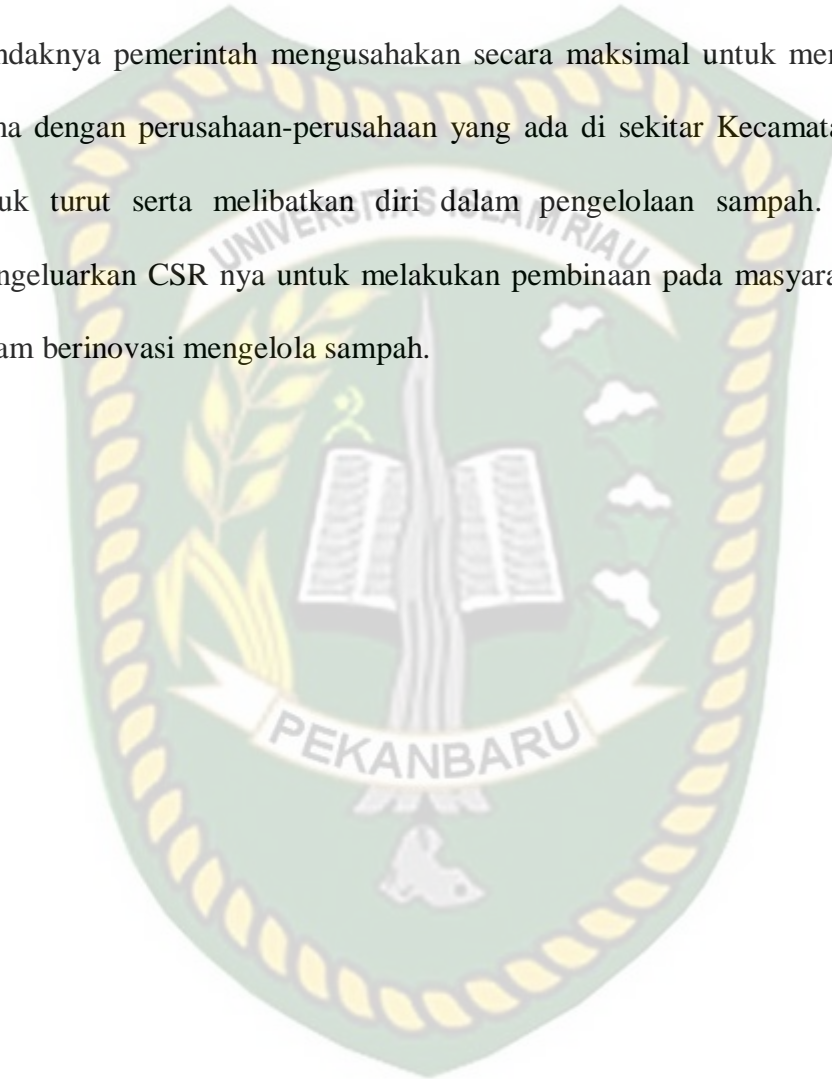 ndaknya pemerintah mengusahakan secara maksimal untuk men
na dengan perusahaan-perusahaan yang ada di sekitar Kecamata
uk turut serta melibatkan diri dalam pengelolaan sampah.
ngeluarkan CSR nya untuk melakukan pembinaan pada masyara
am berinovasi mengelola sampah.
UNIVERSITAS ISLAM RIAU
PEKANBARU